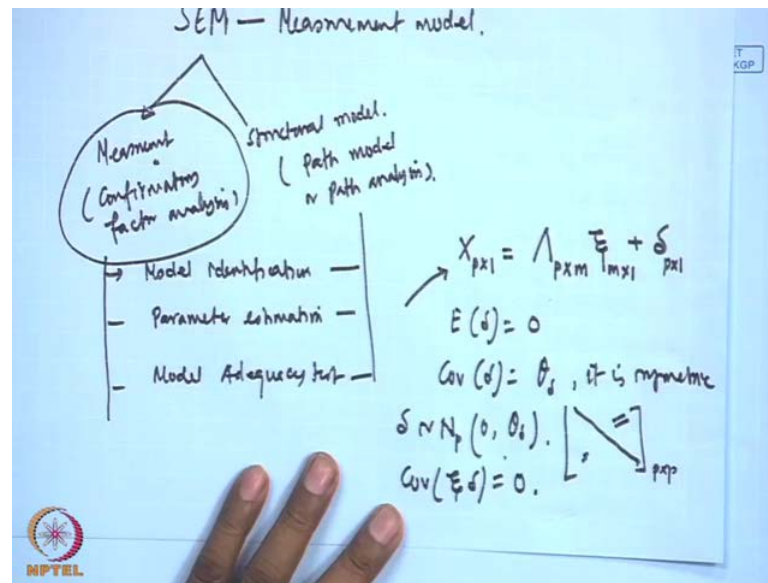 SEM — Measurement model.
Measment
(Confirmatory
factor analysis)
Structural model.
(Path model
or Path analysis).
→ Model Identification —
- Parameter estimation —
- Model Adequacy test —
X_{p×1} = Λ_{p×m} ξ_{m×1} + δ_{p×1}
E(δ) = 0
Cov(δ) = θ_δ, it is symmetric
δ ~ N_p (0, θ_δ).
[ = ]_{p×p}
Cov(ξ δ) = 0.
KGP
NPTEL